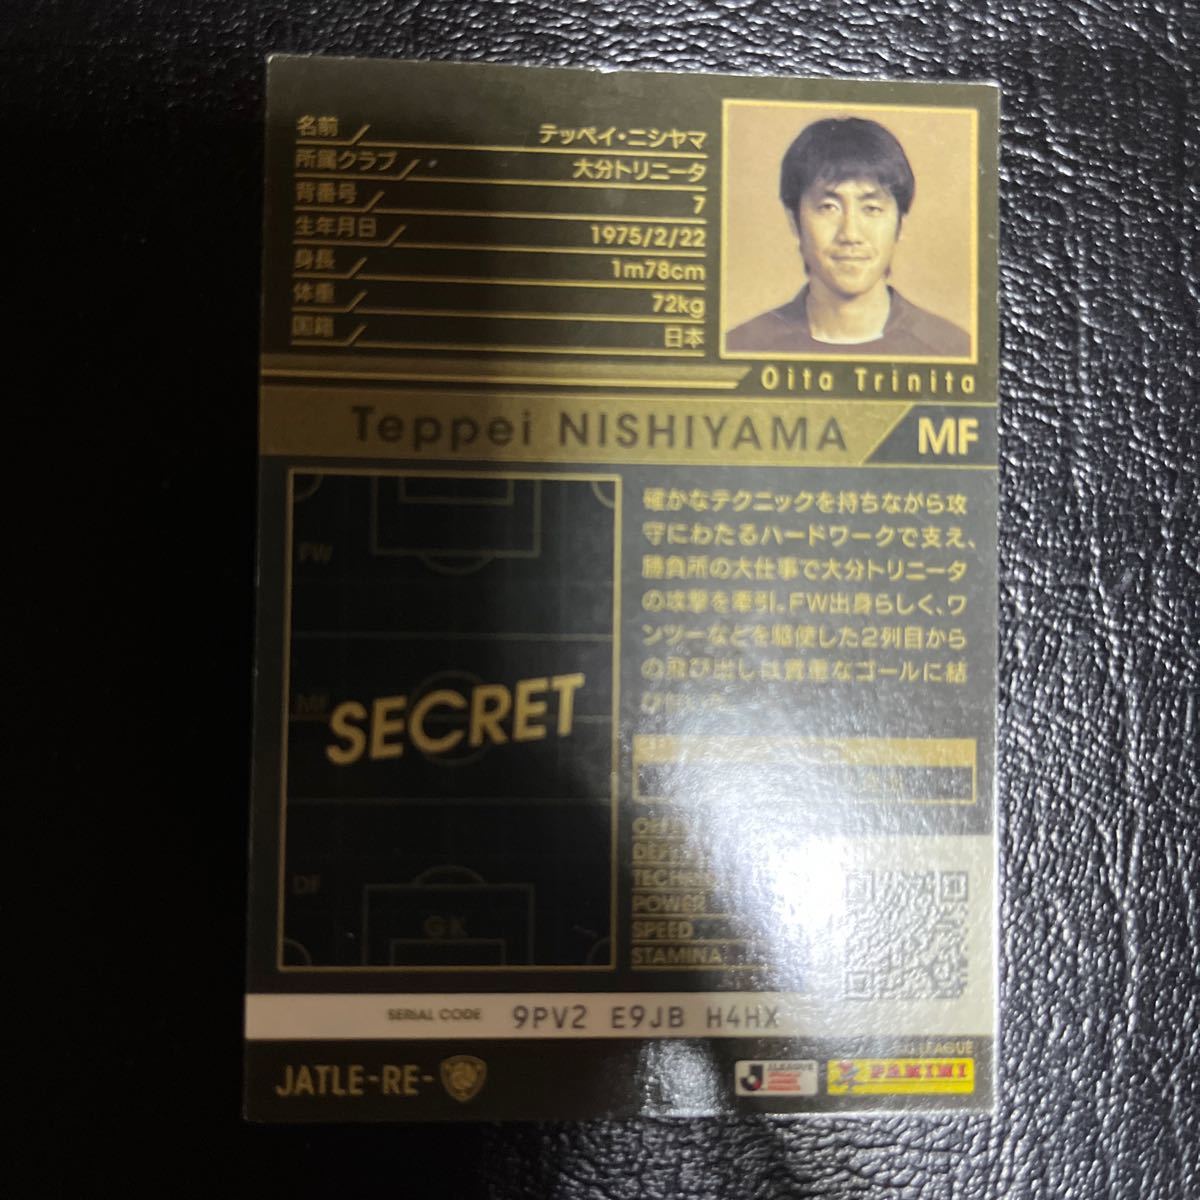 名前 テッペイ・ニシヤマ
所属クラブ 大分トリニータ
背番号 7
生年月日 1975/2/22
身長 1m78cm
体重 72kg
国籍 日本
Oita Trinita
Teppei NISHIYAMA MF
FW
MF
SECRET
DF
GK
確かなテクニックを持ちながら攻
守にわたるハードワークで支え、
勝負所の大仕事で大分トリニータ
の攻撃を牽引。FW出身らしく、ワ
ンツーなどを駆使した2列目から
の飛び出しは貴重なゴールに結
び付いた。
TECHNI
POWER
SPEED
STAMINA
SERIAL CODE 9PV2 E9JB H4HX
JATLE-RE-
J.LEAGUE
PANINI